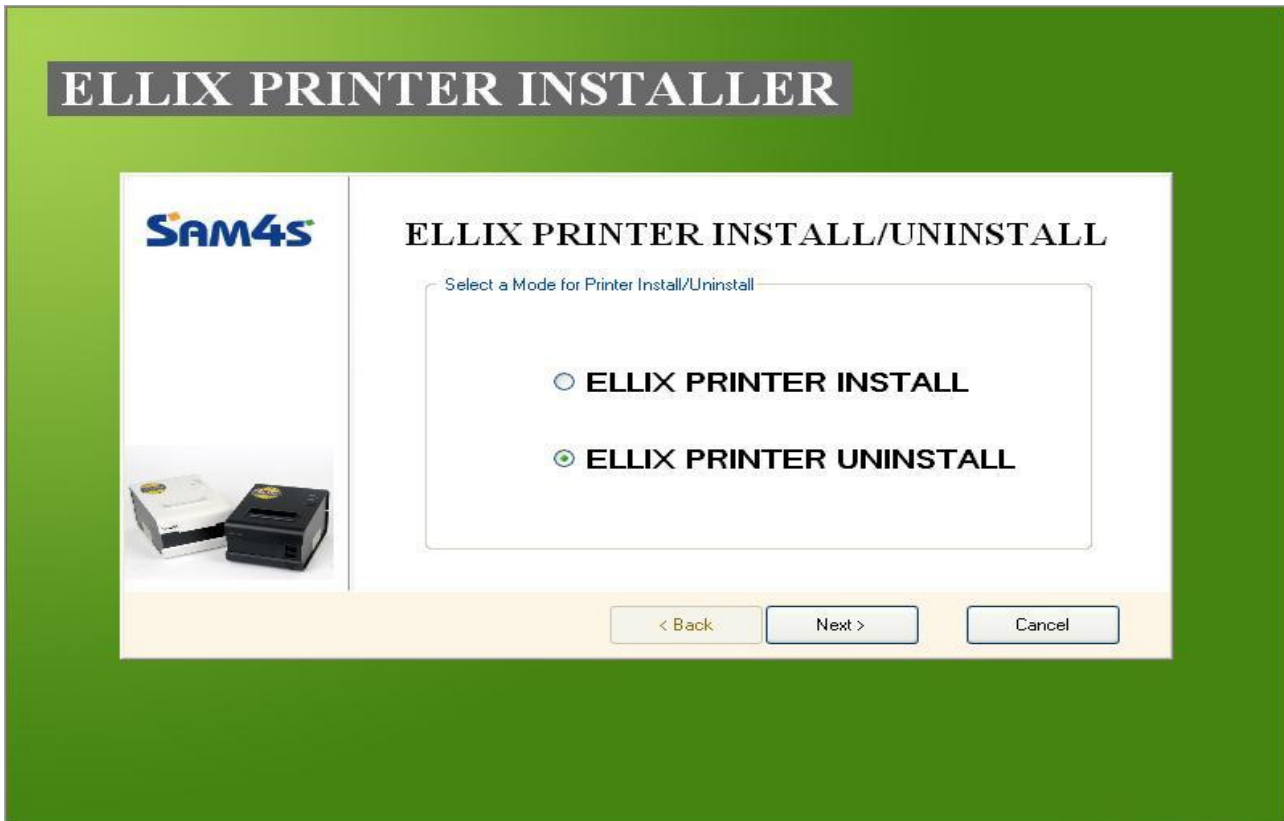 ELLIX PRINTER INSTALLER
SAM4S
ELLIX PRINTER INSTALL/UNINSTALL
Select a Mode for Printer Install/Uninstall
ELLIX PRINTER INSTALL
ELLIX PRINTER UNINSTALL
< Back
Next >
Cancel